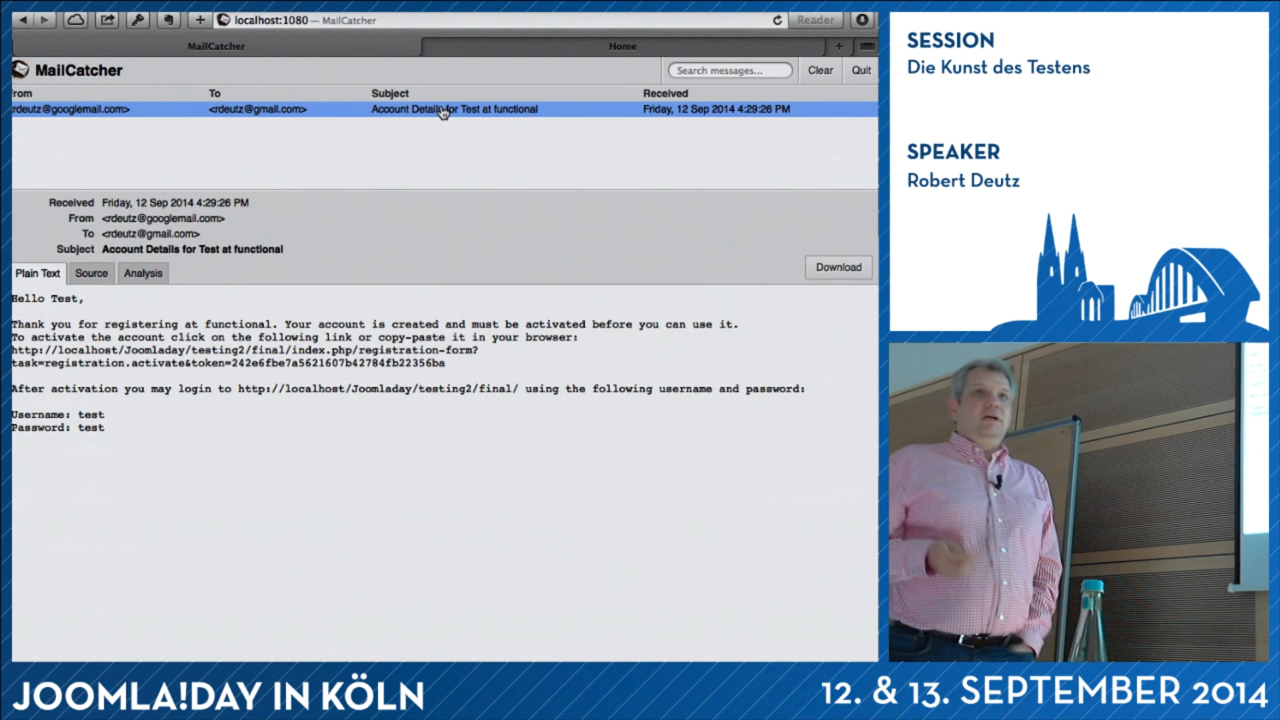 localhost:1080 — MailCatcher
Reader
MailCatcher
Home
MailCatcher
Search messages...
Clear
Quit
From
To
Subject
Received
rdeutz@googlemail.com>
<rdeutz@gmail.com>
Account Details for Test at functional
Friday, 12 Sep 2014 4:29:26 PM
Received Friday, 12 Sep 2014 4:29:26 PM
From <rdeutz@googlemail.com>
To <rdeutz@gmail.com>
Subject Account Details for Test at functional
Plain Text
Source
Analysis
Download
Hello Test,
Thank you for registering at functional. Your account is created and must be activated before you can use it.
To activate the account click on the following link or copy-paste it in your browser:
http://localhost/Joomladay/testing2/final/index.php/registration-form?
task=registration.activate&token=242e6fbe7a5621607b42784fb22356ba
After activation you may login to http://localhost/Joomladay/testing2/final/ using the following username and password:
Username: test
Password: test
SESSION
Die Kunst des Testens
SPEAKER
Robert Deutz
JOOMLA!DAY IN KÖLN
12. & 13. SEPTEMBER 2014